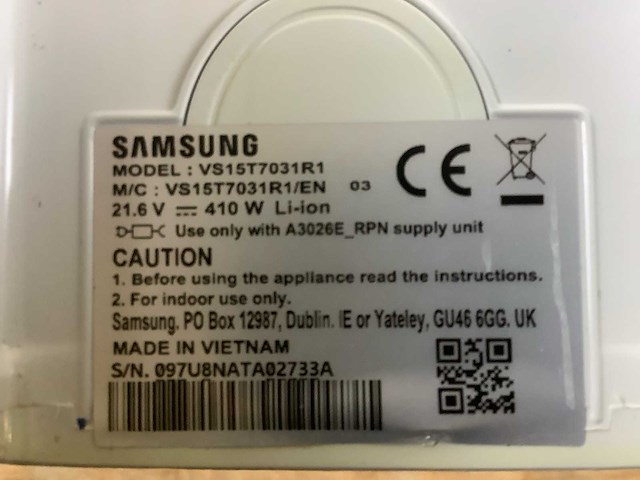 SAMSUNG
MODEL : VS15T7031R1
M/C : VS15T7031R1/EN 03
21.6 V ⎓ 410 W Li-ion
Use only with A3026E_RPN supply unit
CAUTION
1. Before using the appliance read the instructions.
2. For indoor use only.
Samsung. PO Box 12987, Dublin. IE or Yateley, GU46 6GG. UK
MADE IN VIETNAM
S/N. 097U8NATA02733A
CE